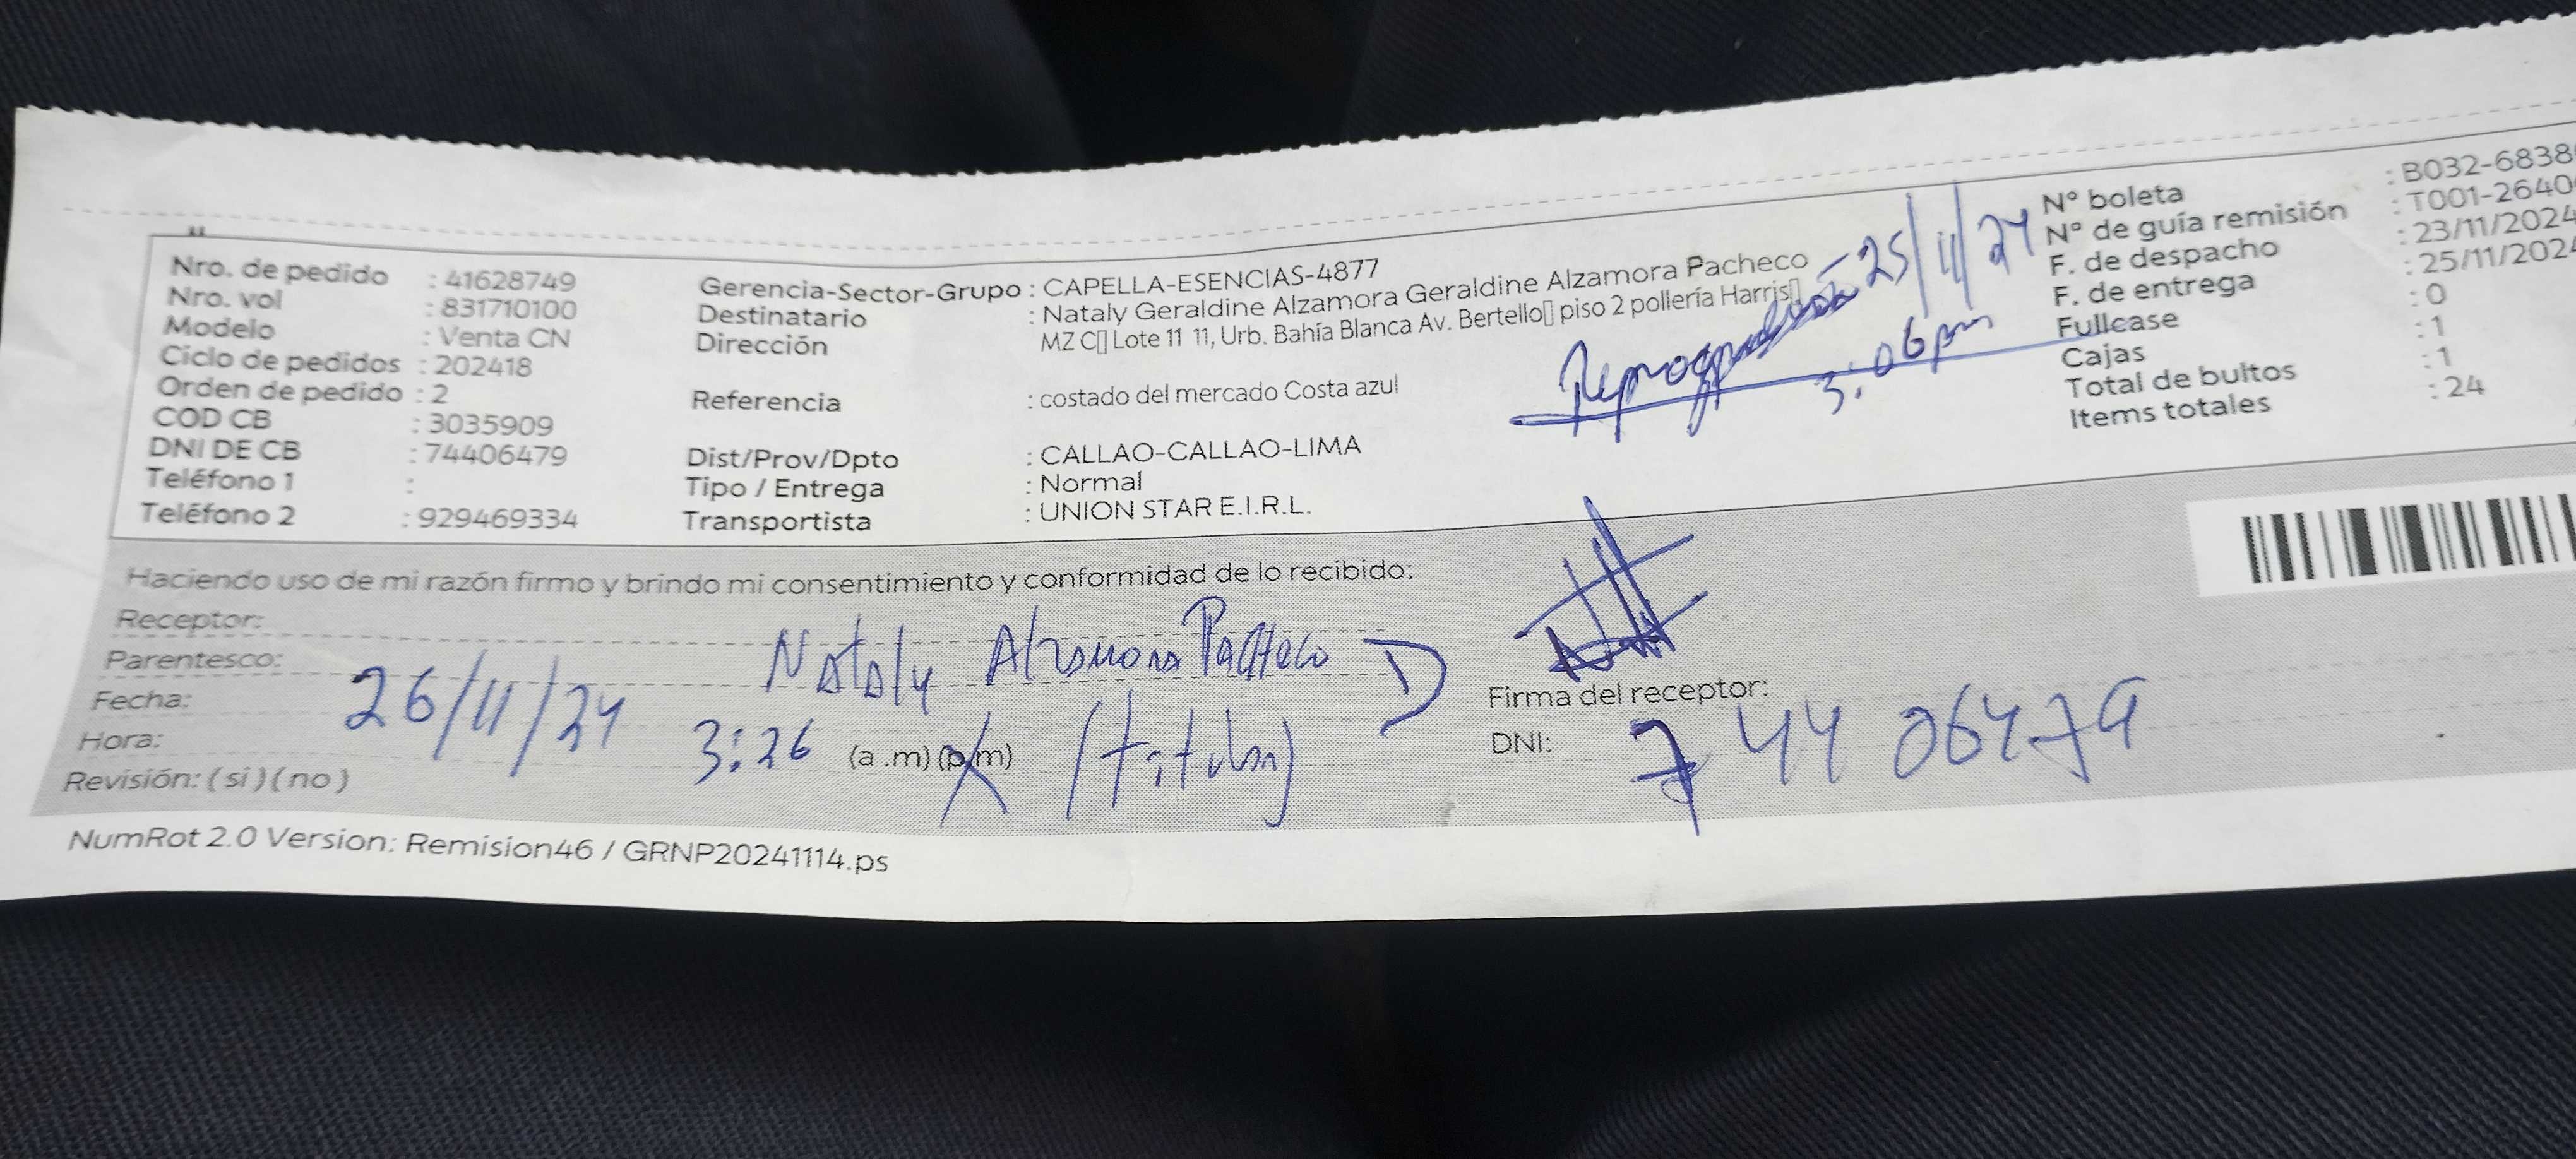 Nro. de pedido : 41628749
Nro. vol : 831710100
Modelo : Venta CN
Ciclo de pedidos : 202418
Orden de pedido : 2
COD CB : 3035909
DNI DE CB : 74406479
Teléfono 1 :
Teléfono 2 : 929469334
Gerencia-Sector-Grupo : CAPELLA-ESENCIAS-4877
Destinatario : Nataly Geraldine Alzamora Geraldine Alzamora Pacheco
Dirección : MZ C▯ Lote 11 11, Urb. Bahía Blanca Av. Bertello▯ piso 2 pollería Harris▯
Referencia : costado del mercado Costa azul
Dist/Prov/Dpto : CALLAO-CALLAO-LIMA
Tipo / Entrega : Normal
Transportista : UNION STAR E.I.R.L.
25/11/24
3:06 pm
N° boleta : B032-6838
N° de guía remisión : T001-2640
F. de despacho : 23/11/2024
F. de entrega : 25/11/2024
Fullcase : 0
Cajas : 1
Total de bultos : 1
Items totales : 24
Haciendo uso de mi razón firmo y brindo mi consentimiento y conformidad de lo recibido:
Receptor:
Parentesco: Nataly Alzamora Pacheco
Fecha: 26/11/24
Hora: 3:26 (a .m) (p.m) (titular)
Revisión: ( si ) ( no )
Firma del receptor:
DNI: 74406479
NumRot 2.0 Version: Remision46 / GRNP20241114.ps